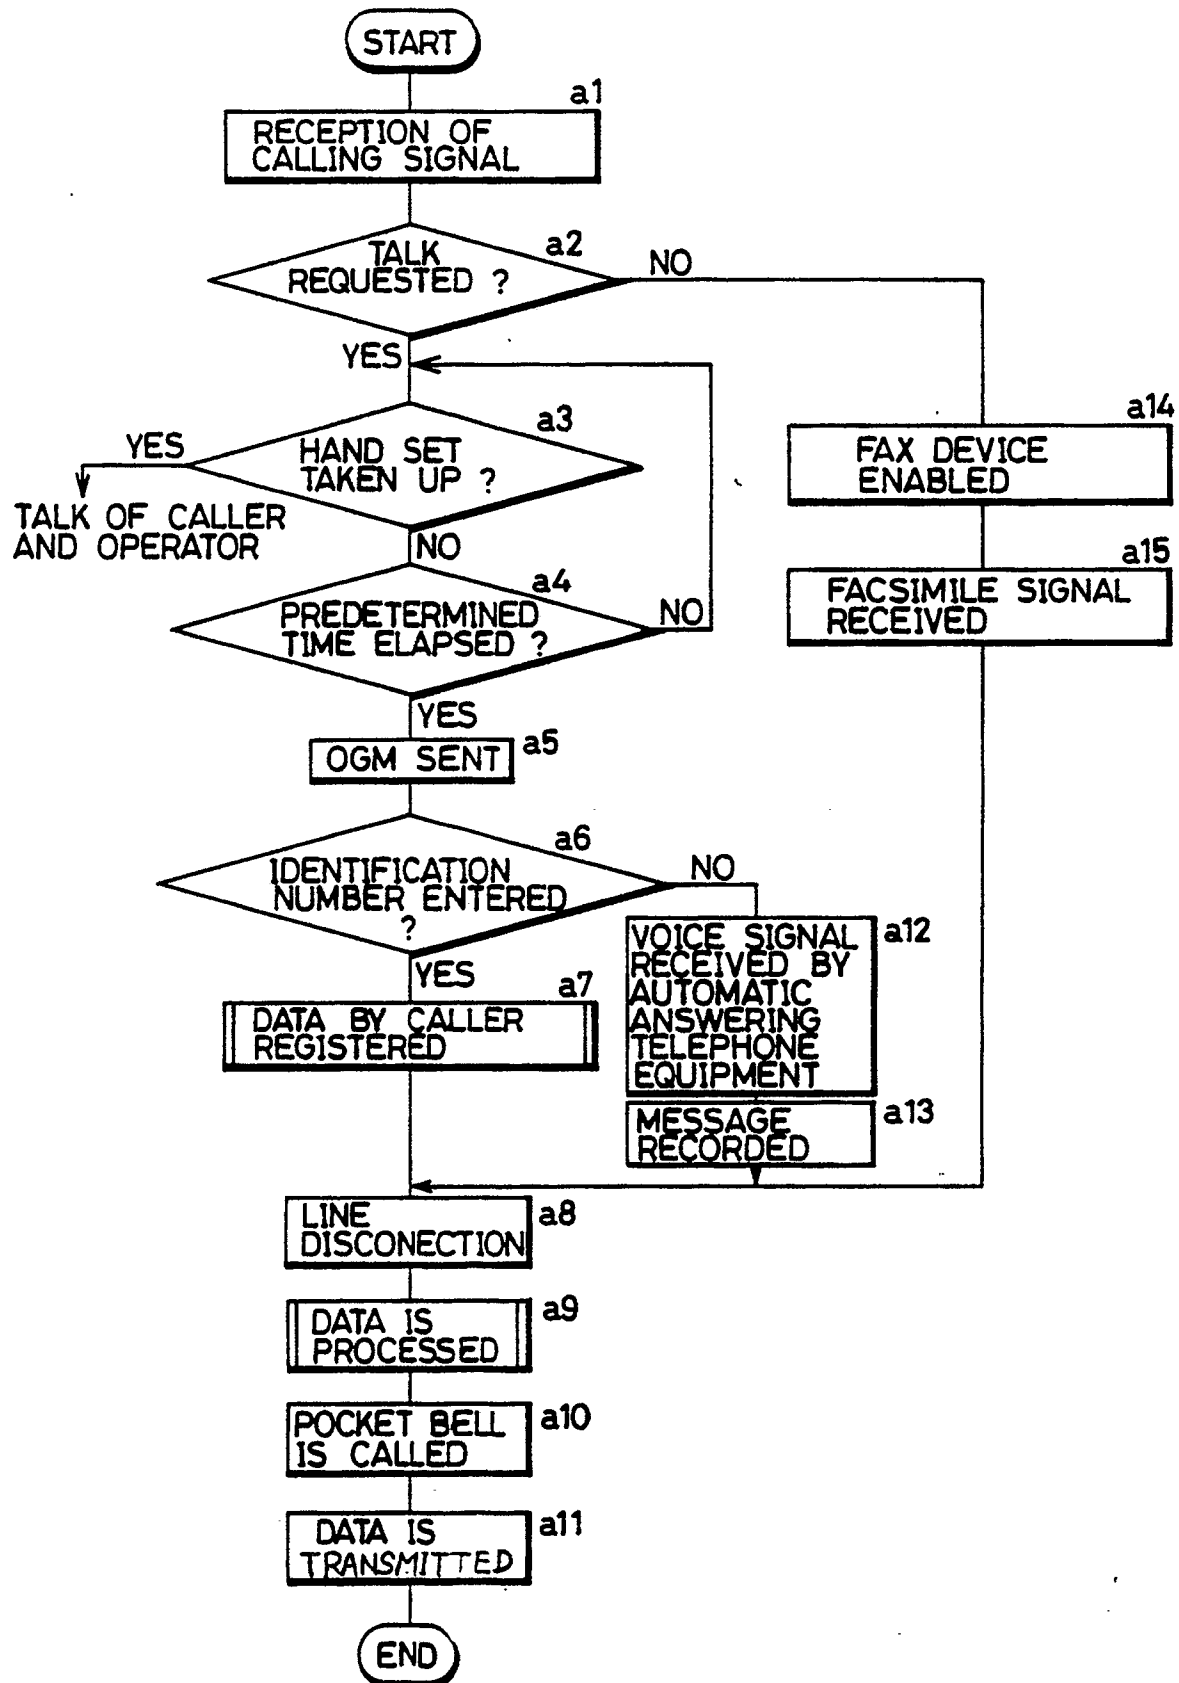 START
a1
RECEPTION OF
CALLING SIGNAL
a2
TALK
REQUESTED ?
NO
YES
a3
HAND SET
TAKEN UP ?
YES
TALK OF CALLER
AND OPERATOR
NO
a4
PREDETERMINED
TIME ELAPSED ?
NO
YES
a14
FAX DEVICE
ENABLED
a15
FACSIMILE SIGNAL
RECEIVED
OGM SENT
a5
a6
IDENTIFICATION
NUMBER ENTERED
?
NO
YES
a7
DATA BY CALLER
REGISTERED
VOICE SIGNAL
RECEIVED BY
AUTOMATIC
ANSWERING
TELEPHONE
EQUIPMENT
a12
MESSAGE
RECORDED
a13
LINE
DISCONECTION
a8
DATA IS
PROCESSED
a9
POCKET BELL
IS CALLED
a10
DATA IS
TRANSMITTED
a11
END